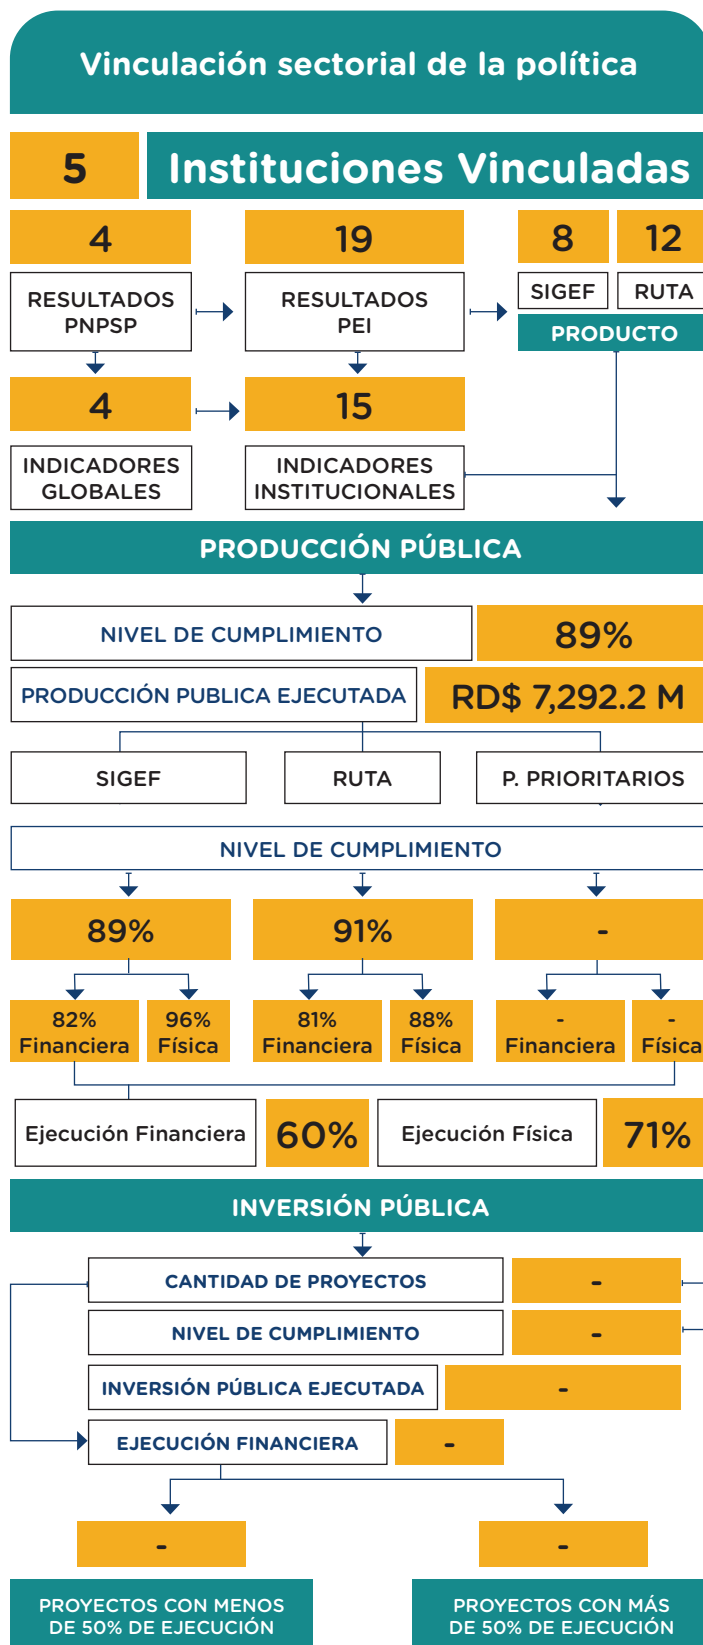 Vinculación sectorial de la política
5
Instituciones Vinculadas
4
19
8
12
RESULTADOS
PNPSP
RESULTADOS
PEI
SIGEF
RUTA
PRODUCTO
4
15
INDICADORES
GLOBALES
INDICADORES
INSTITUCIONALES
PRODUCCIÓN PÚBLICA
NIVEL DE CUMPLIMIENTO
89%
PRODUCCIÓN PUBLICA EJECUTADA
RD$ 7,292.2 M
SIGEF
RUTA
P. PRIORITARIOS
NIVEL DE CUMPLIMIENTO
89%
91%
-
82%
Financiera
96%
Física
81%
Financiera
88%
Física
-
Financiera
-
Física
Ejecución Financiera
60%
Ejecución Física
71%
INVERSIÓN PÚBLICA
CANTIDAD DE PROYECTOS
-
NIVEL DE CUMPLIMIENTO
-
INVERSIÓN PÚBLICA EJECUTADA
-
EJECUCIÓN FINANCIERA
-
-
-
PROYECTOS CON MENOS
DE 50% DE EJECUCIÓN
PROYECTOS CON MÁS
DE 50% DE EJECUCIÓN